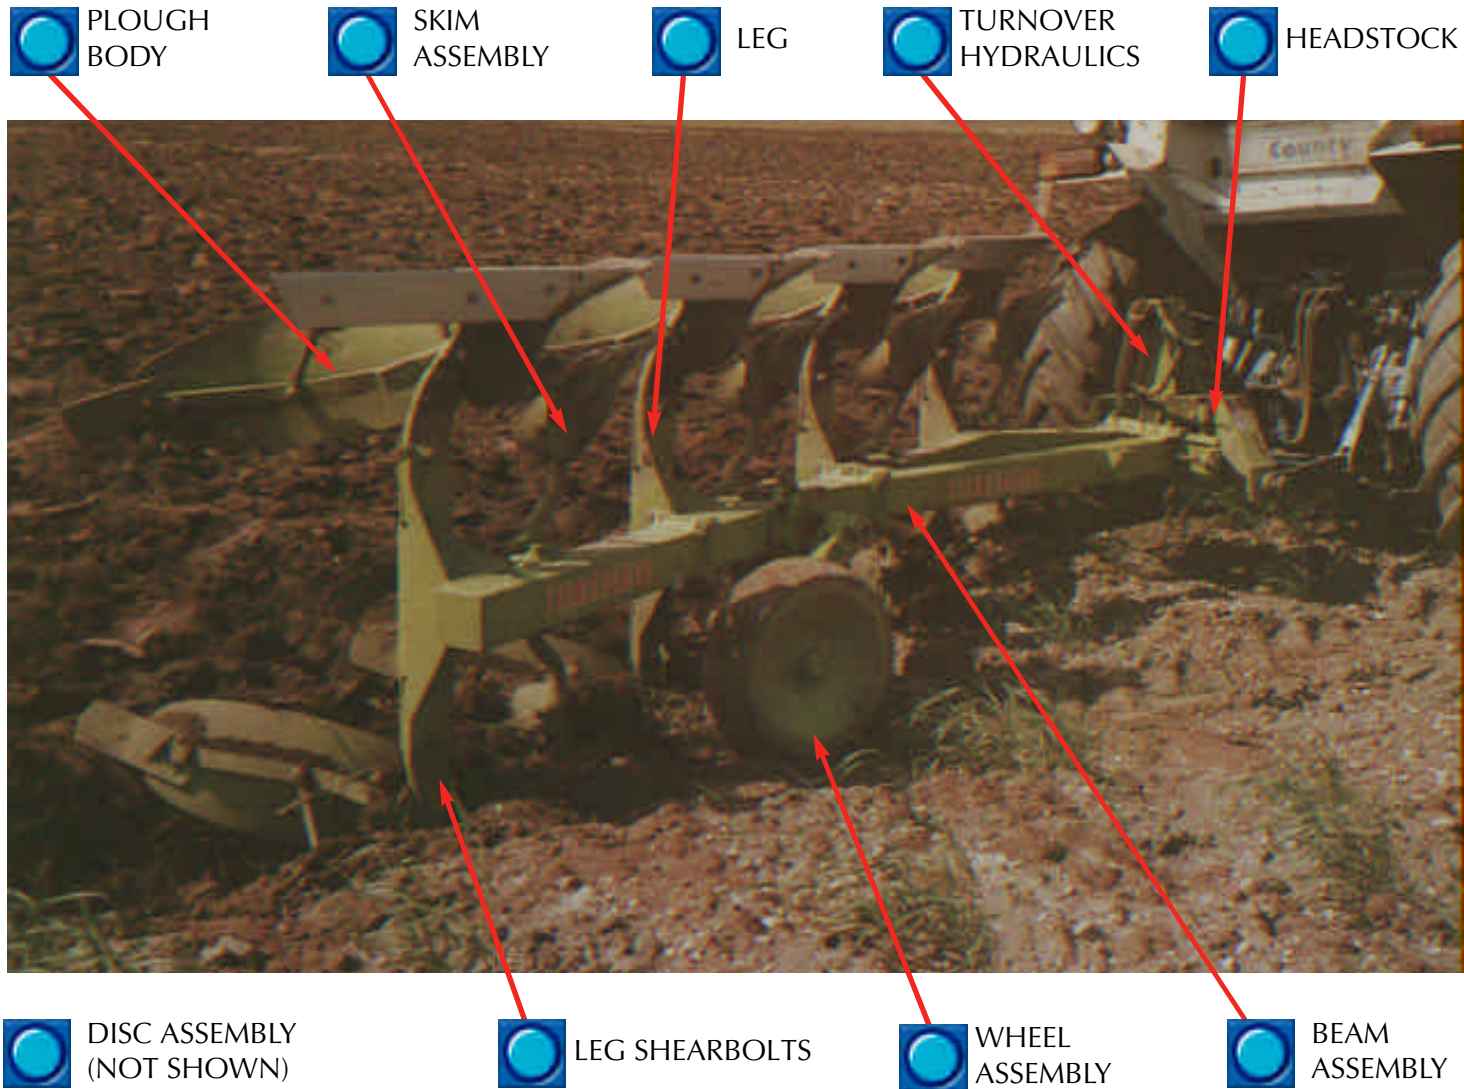 PLOUGH
BODY
SKIM
ASSEMBLY
LEG
TURNOVER
HYDRAULICS
HEADSTOCK
County
DISC ASSEMBLY
(NOT SHOWN)
LEG SHEARBOLTS
WHEEL
ASSEMBLY
BEAM
ASSEMBLY